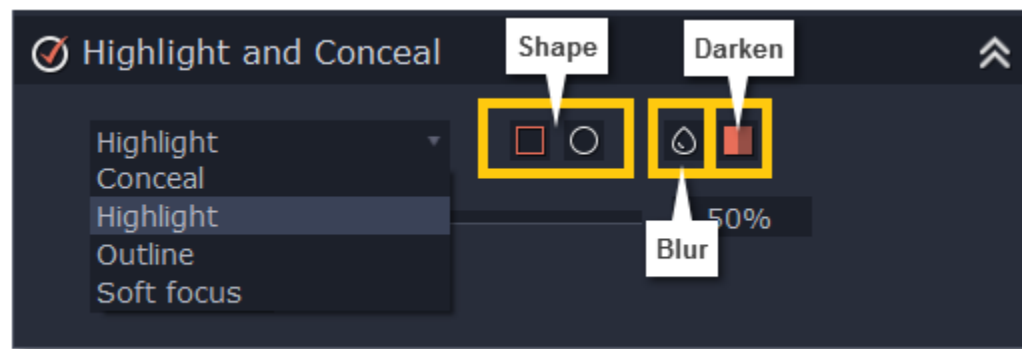 Highlight and Conceal
Shape
Darken
Highlight
Conceal
Highlight
50%
Outline
Blur
Soft focus